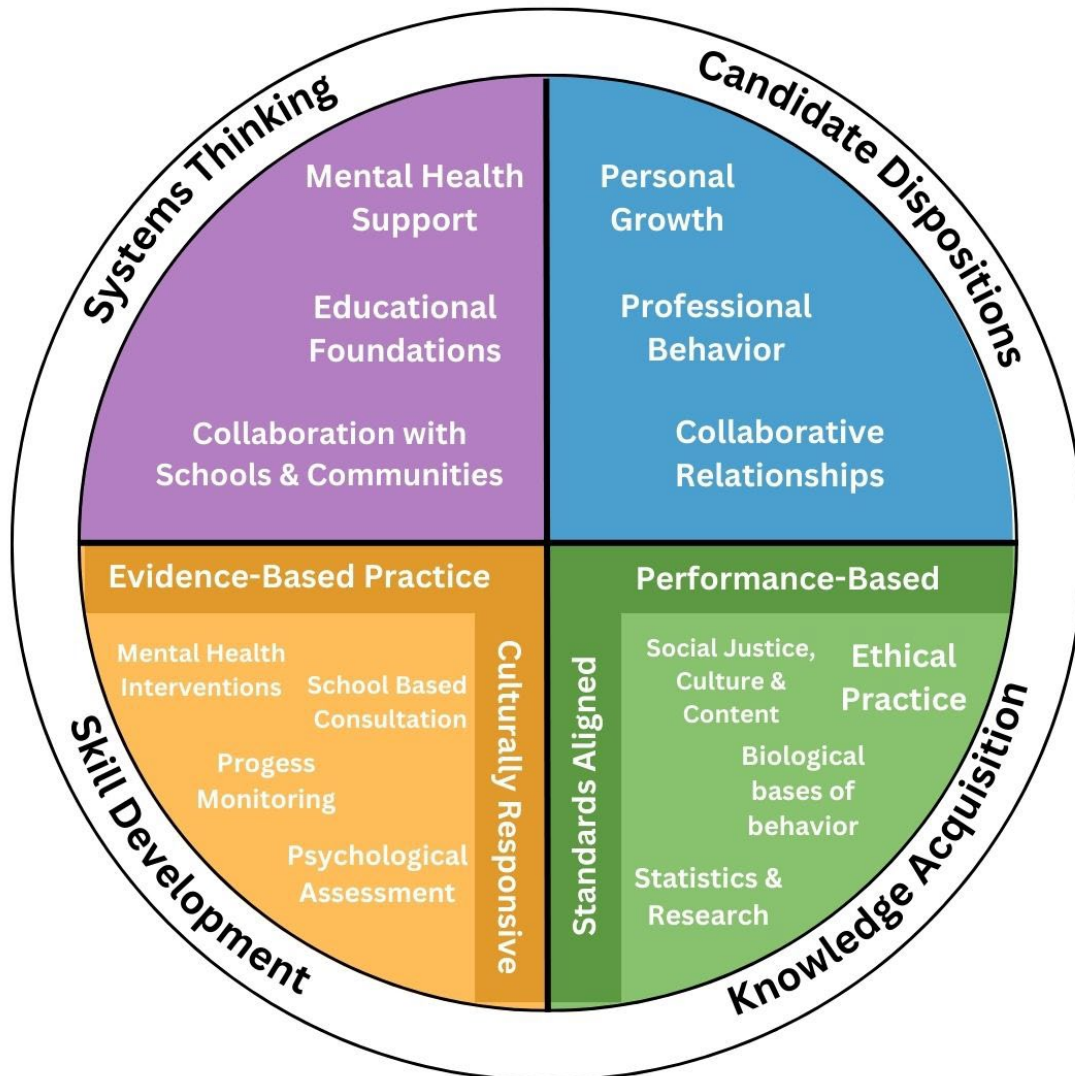 Systems Thinking
Candidate Dispositions
Mental Health
Support
Educational
Foundations
Collaboration with
Schools & Communities
Personal
Growth
Professional
Behavior
Collaborative
Relationships
Evidence-Based Practice
Culturally Responsive
Mental Health
Interventions
School Based
Consultation
Progess
Monitoring
Psychological
Assessment
Performance-Based
Standards Aligned
Social Justice,
Culture &
Content
Ethical
Practice
Biological
bases of
behavior
Statistics &
Research
Skill Development
Knowledge Acquisition